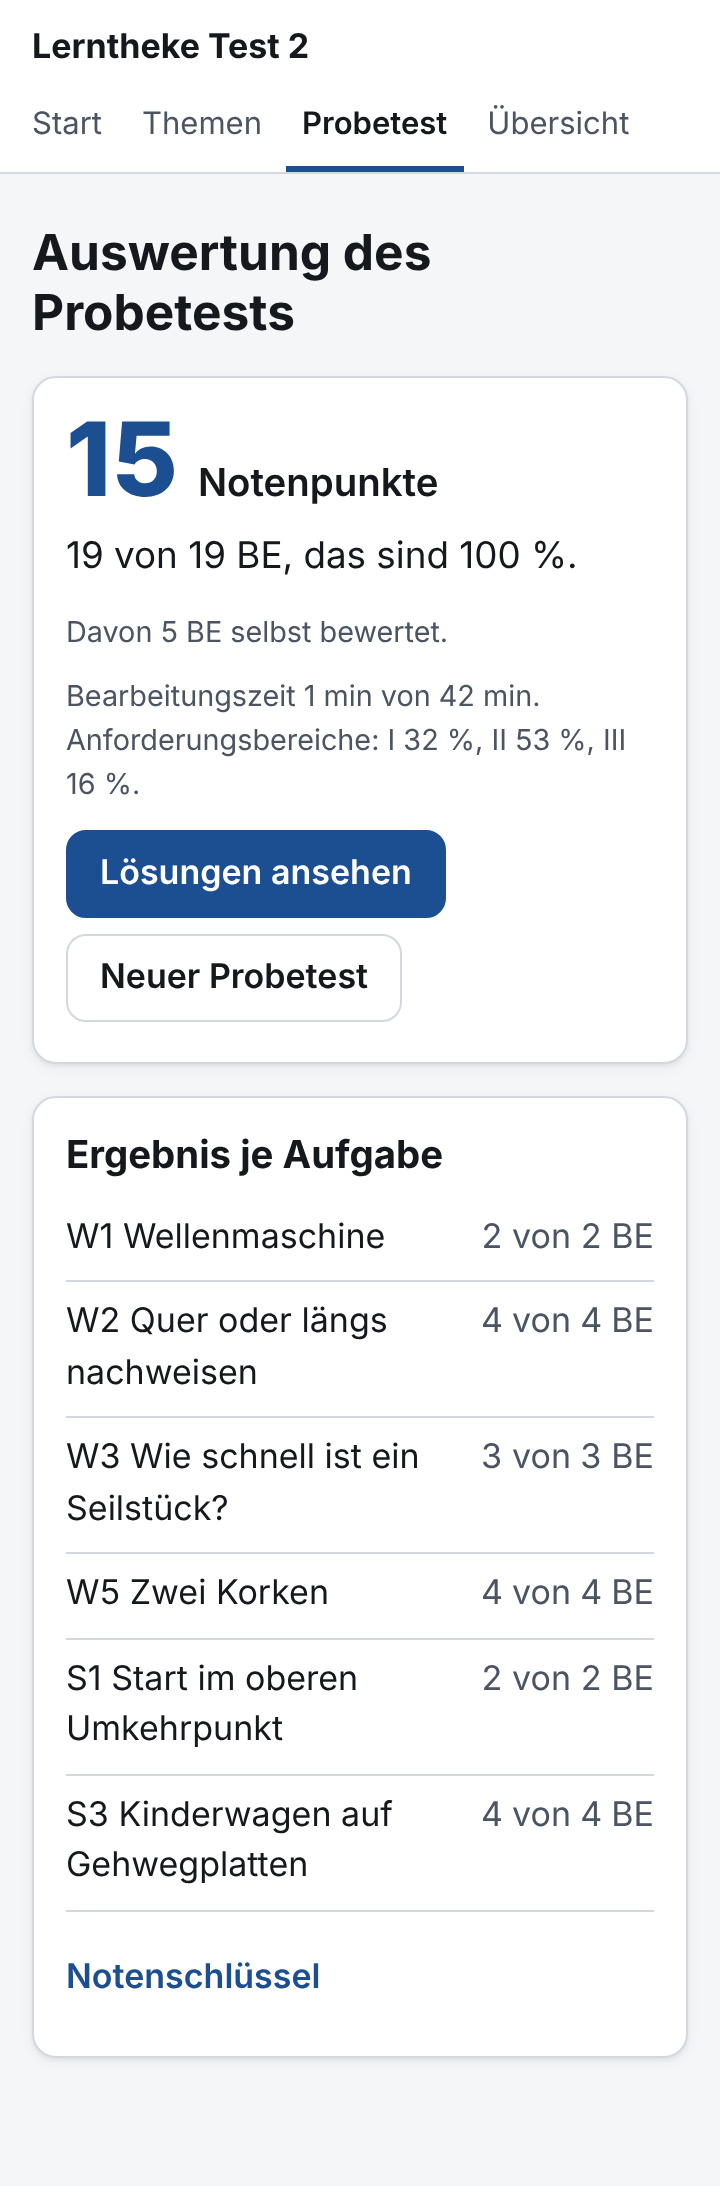 Lerntheke Test 2
Start Themen Probetest Übersicht
Auswertung des
Probetests
15 Notenpunkte
19 von 19 BE, das sind 100 %.
Davon 5 BE selbst bewertet.
Bearbeitungszeit 1 min von 42 min.
Anforderungsbereiche: I 32 %, II 53 %, III
16 %.
Lösungen ansehen
Neuer Probetest
Ergebnis je Aufgabe
W1 Wellenmaschine 2 von 2 BE
W2 Quer oder längs 4 von 4 BE
nachweisen
W3 Wie schnell ist ein 3 von 3 BE
Seilstück?
W5 Zwei Korken 4 von 4 BE
S1 Start im oberen 2 von 2 BE
Umkehrpunkt
S3 Kinderwagen auf 4 von 4 BE
Gehwegplatten
Notenschlüssel